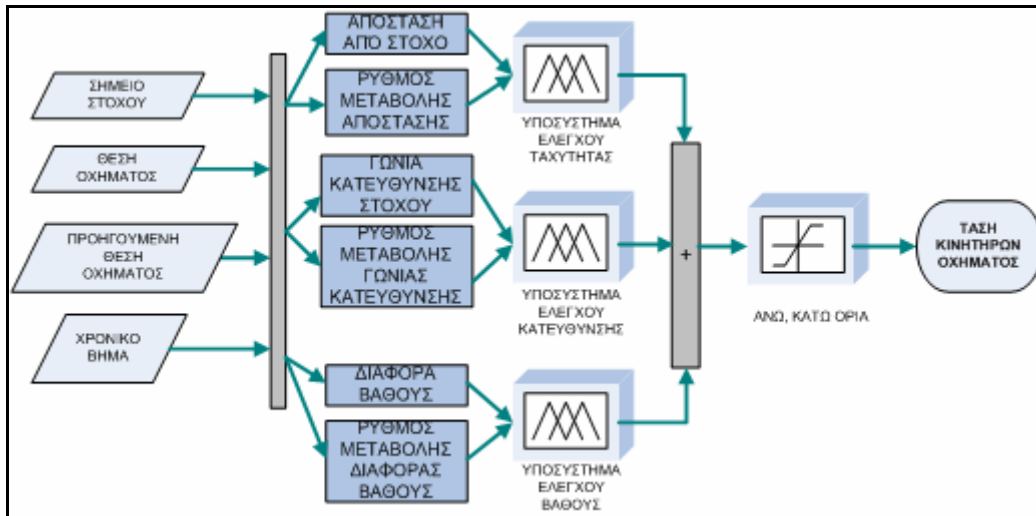 ΣΗΜΕΙΟ
ΣΤΟΧΟΥ
ΘΕΣΗ
ΟΧΗΜΑΤΟΣ
ΠΡΟΗΓΟΥΜΕΝΗ
ΘΕΣΗ
ΟΧΗΜΑΤΟΣ
ΧΡΟΝΙΚΟ
ΒΗΜΑ
ΑΠΟΣΤΑΣΗ
ΑΠΌ ΣΤΟΧΟ
ΡΥΘΜΟΣ
ΜΕΤΑΒΟΛΗΣ
ΑΠΟΣΤΑΣΗΣ
ΓΩΝΙΑ
ΚΑΤΕΥΘΥΝΣΗΣ
ΣΤΟΧΟΥ
ΡΥΘΜΟΣ
ΜΕΤΑΒΟΛΗΣ
ΓΩΝΙΑΣ
ΚΑΤΕΥΘΥΝΣΗΣ
ΔΙΑΦΟΡΑ
ΒΑΘΟΥΣ
ΡΥΘΜΟΣ
ΜΕΤΑΒΟΛΗΣ
ΔΙΑΦΟΡΑΣ
ΒΑΘΟΥΣ
ΥΠΟΣΥΣΤΗΜΑ
ΕΛΕΓΧΟΥ
ΤΑΧΥΤΗΤΑΣ
ΥΠΟΣΥΣΤΗΜΑ
ΕΛΕΓΧΟΥ
ΚΑΤΕΥΘΥΝΣΗΣ
ΥΠΟΣΥΣΤΗΜΑ
ΕΛΕΓΧΟΥ
ΒΑΘΟΥΣ
+
ΑΝΩ, ΚΑΤΩ ΟΡΙΑ
ΤΑΣΗ
ΚΙΝΗΤΗΡΩΝ
ΟΧΗΜΑΤΟΣ